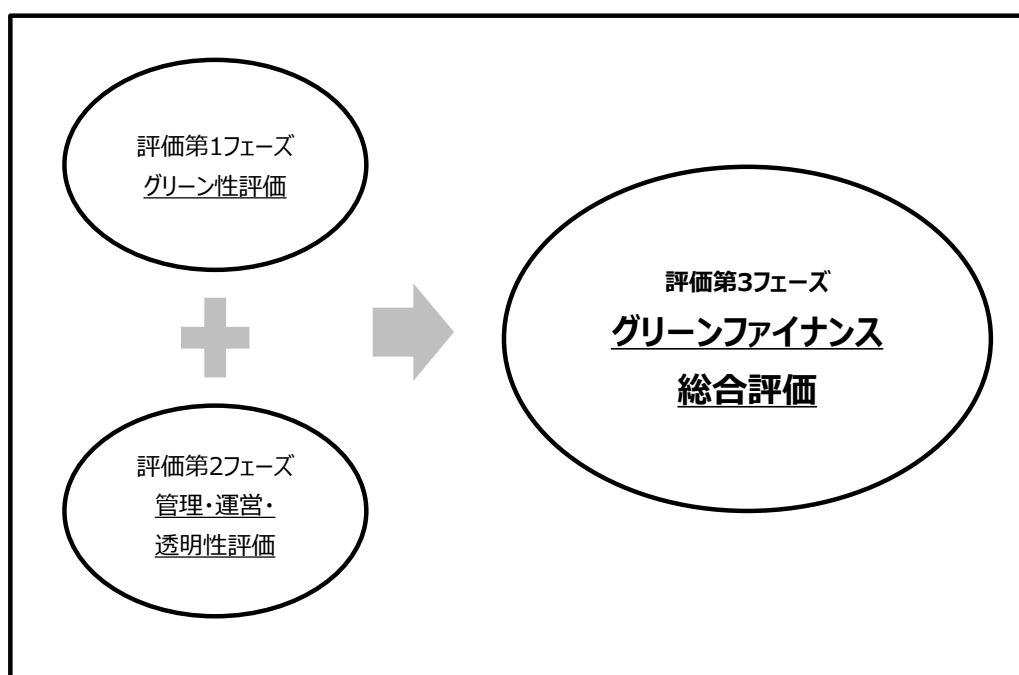 評価第1フェーズ
グリーン性評価
評価第2フェーズ
管理・運営・
透明性評価
評価第3フェーズ
グリーンファイナンス
総合評価